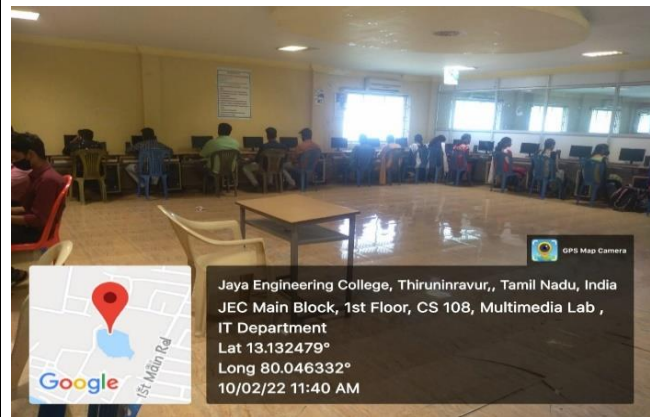 GPS Map Camera
Jaya Engineering College, Thiruninravur,, Tamil Nadu, India
JEC Main Block, 1st Floor, CS 108, Multimedia Lab ,
IT Department
Lat 13.132479°
Long 80.046332°
10/02/22 11:40 AM
Google
1st Main Rd